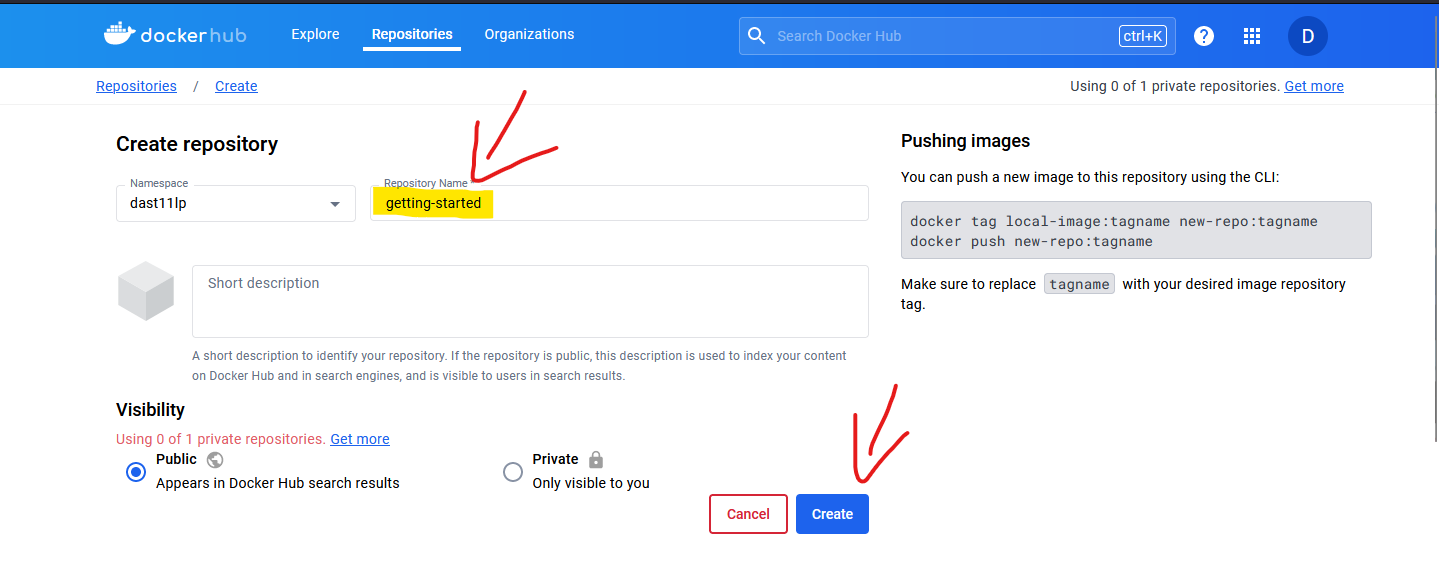 dockerhub Explore Repositories Organizations Search Docker Hub ctrl+K ? D
Repositories / Create Using 0 of 1 private repositories. Get more
Create repository
Namespace
dast11lp
Repository Name
getting-started
Short description
A short description to identify your repository. If the repository is public, this description is used to index your content
on Docker Hub and in search engines, and is visible to users in search results.
Visibility
Using 0 of 1 private repositories. Get more
Public
Appears in Docker Hub search results
Private
Only visible to you
Cancel Create
Pushing images
You can push a new image to this repository using the CLI:
docker tag local-image:tagname new-repo:tagname
docker push new-repo:tagname
Make sure to replace tagname with your desired image repository
tag.